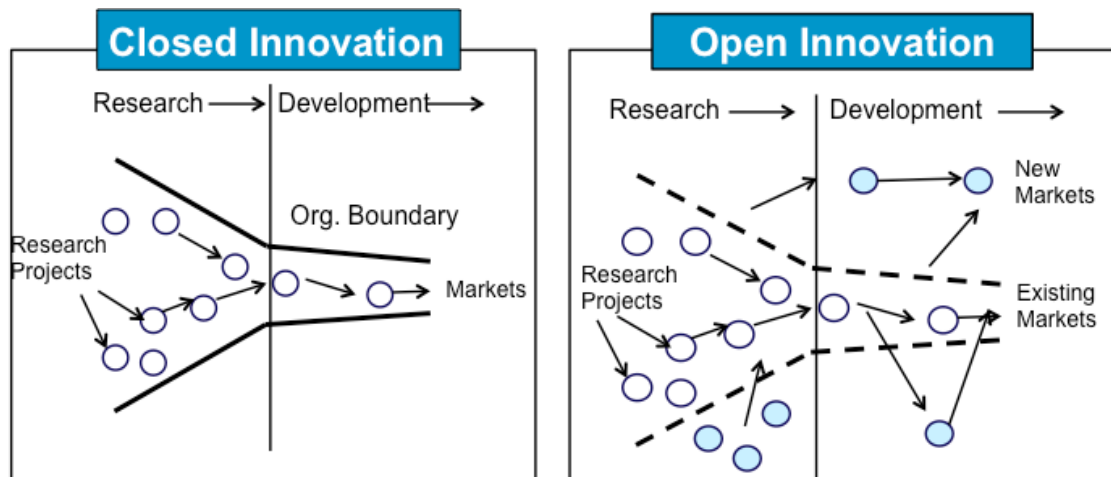 Closed Innovation
Research
Development
Org. Boundary
Research
Projects
Markets
Open Innovation
Research
Development
New
Markets
Research
Projects
Existing
Markets